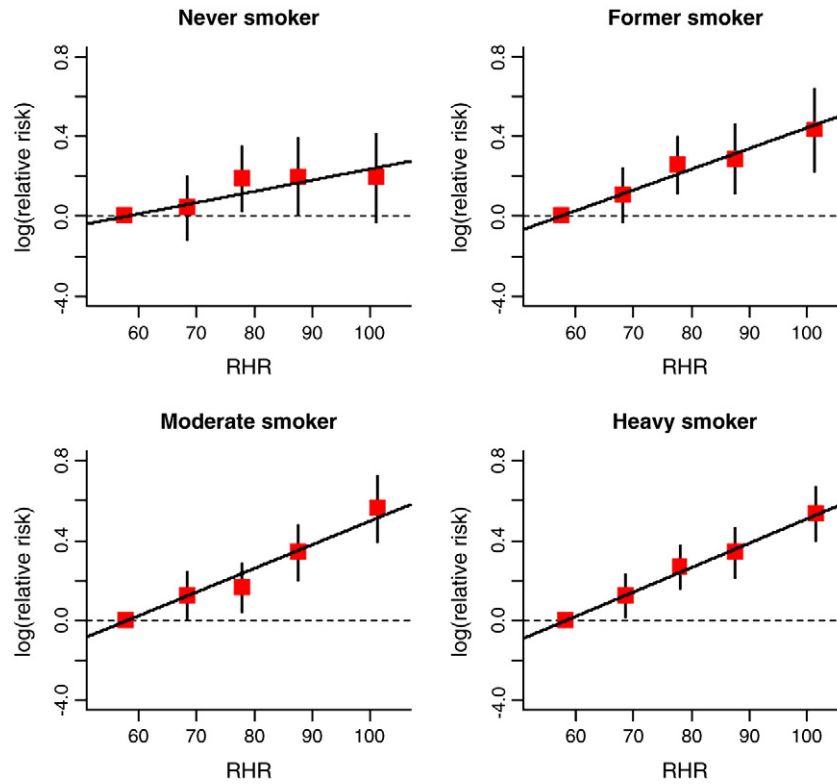 Never smoker
log(relative risk)
0.8
0.4
0.0
-4.0
60 70 80 90 100
RHR
Former smoker
log(relative risk)
0.8
0.4
0.0
-4.0
60 70 80 90 100
RHR
Moderate smoker
log(relative risk)
0.8
0.4
0.0
-4.0
60 70 80 90 100
RHR
Heavy smoker
log(relative risk)
0.8
0.4
0.0
-4.0
60 70 80 90 100
RHR